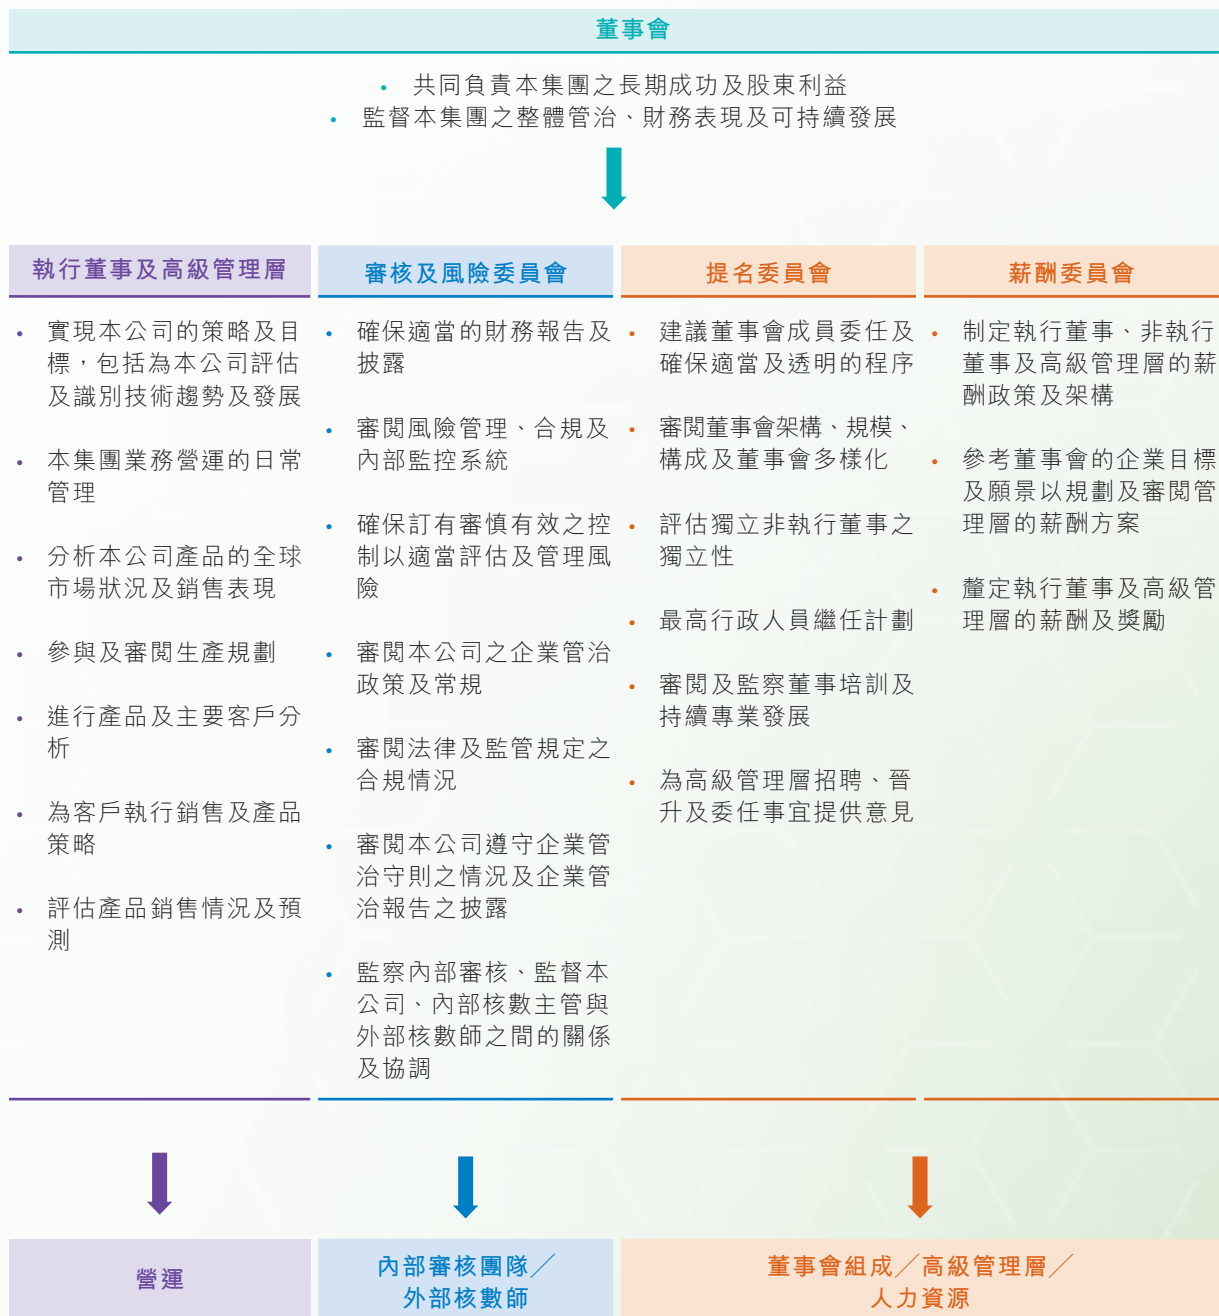 董事會
• 共同負責本集團之長期成功及股東利益
• 監督本集團之整體管治、財務表現及可持續發展
執行董事及高級管理層
• 實現本公司的策略及目
標，包括為本公司評估
及識別技術趨勢及發展
• 本集團業務營運的日常
管理
• 分析本公司產品的全球
市場狀況及銷售表現
• 參與及審閱生產規劃
• 進行產品及主要客戶分
析
• 為客戶執行銷售及產品
策略
• 評估產品銷售情況及預
測
審核及風險委員會
• 確保適當的財務報告及
披露
• 審閱風險管理、合規及
內部監控系統
• 確保訂有審慎有效之控
制以適當評估及管理風
險
• 審閱本公司之企業管治
政策及常規
• 審閱法律及監管規定之
合規情況
• 審閱本公司遵守企業管
治守則之情況及企業管
治報告之披露
• 監察內部審核、監督本
公司、內部核數主管與
外部核數師之間的關係
及協調
提名委員會
• 建議董事會成員委任及
確保適當及透明的程序
• 審閱董事會架構、規模、
構成及董事會多樣化
• 評估獨立非執行董事之
獨立性
• 最高行政人員繼任計劃
• 審閱及監察董事培訓及
持續專業發展
• 為高級管理層招聘、晉
升及委任事宜提供意見
薪酬委員會
• 制定執行董事、非執行
董事及高級管理層的薪
酬政策及架構
• 參考董事會的企業目標
及願景以規劃及審閱管
理層的薪酬方案
• 釐定執行董事及高級管
理層的薪酬及獎勵
營運
內部審核團隊╱
外部核數師
董事會組成╱高級管理層╱
人力資源